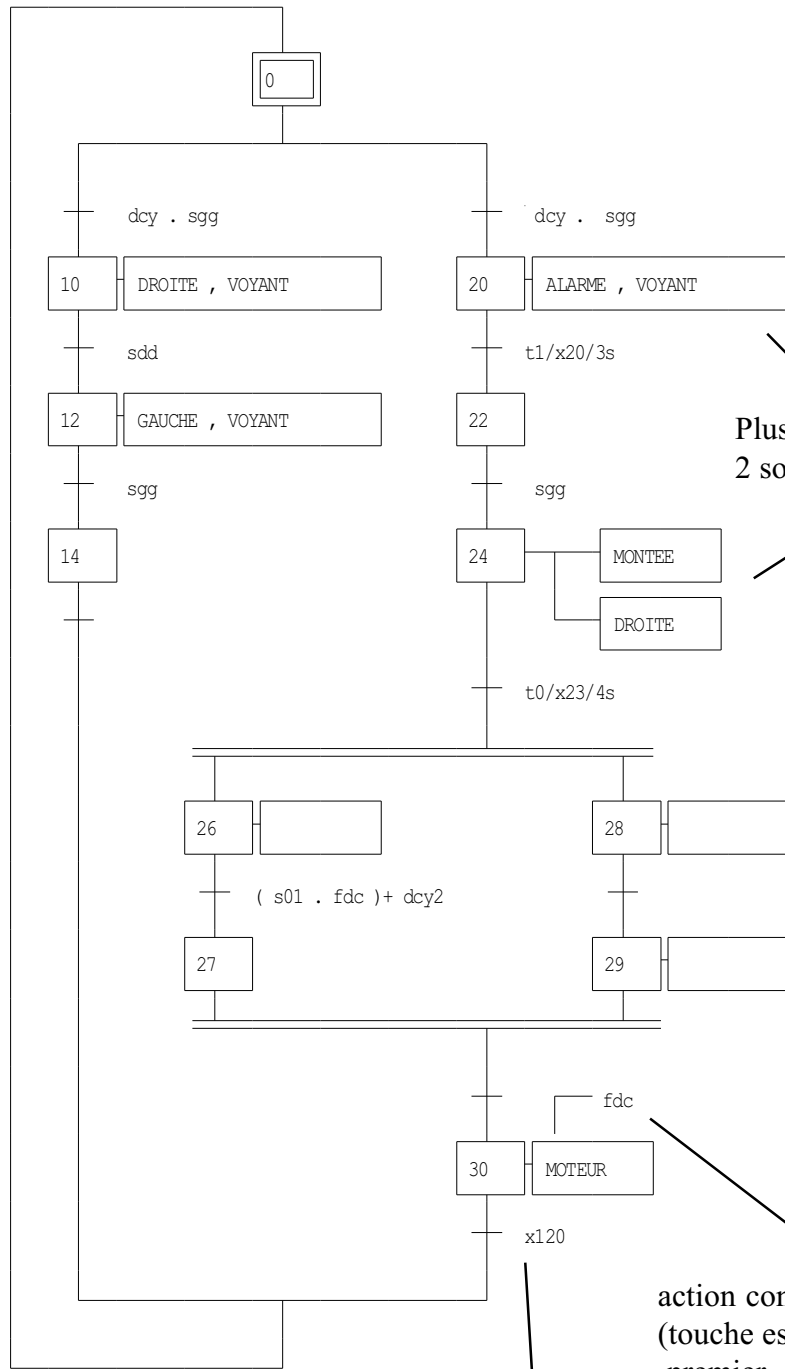 0
dcy . sgg
dcy . sgg
10
DROITE , VOYANT
20
ALARME , VOYANT
sdd
t1/x20/3s
12
GAUCHE , VOYANT
22
Plus
2 so
sgg
sgg
14
24
MONTEE
DROITE
t0/x23/4s
26
28
( s01 . fdc )+ dcy2
27
29
fdc
30
MOTEUR
x120
action con
(touche es
premier